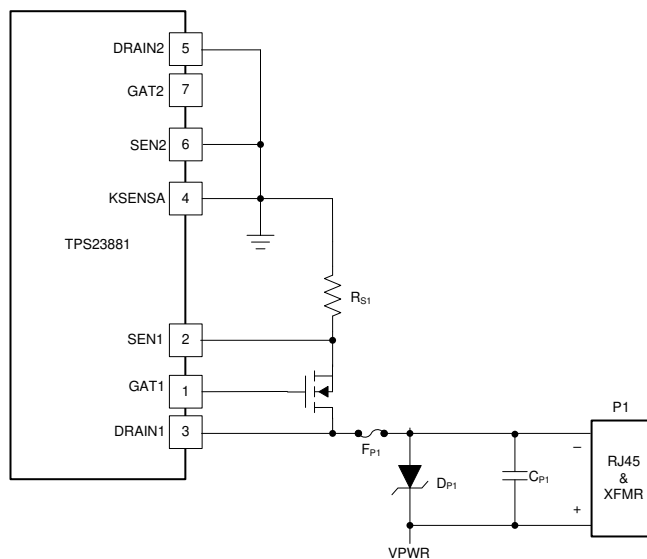 DRAIN2 5
GAT2 7
SEN2 6
KSENSA 4
TPS23881
RS1
SEN1 2
GAT1 1
DRAIN1 3
P1
FP1
–
DP1
CP1
RJ45
&
XFMR
+
VPWR